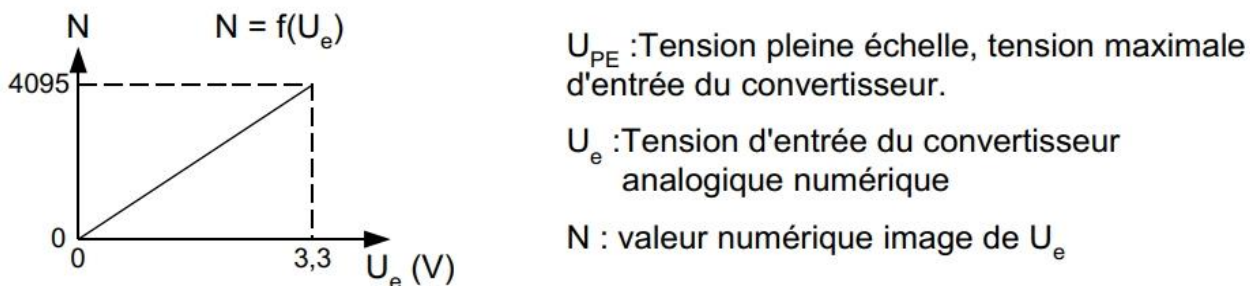 N
N = f(Ue)
4095
0
0
3,3
Ue (V)
UPE :Tension pleine échelle, tension maximale
d'entrée du convertisseur.
Ue :Tension d'entrée du convertisseur
analogique numérique
N : valeur numérique image de Ue